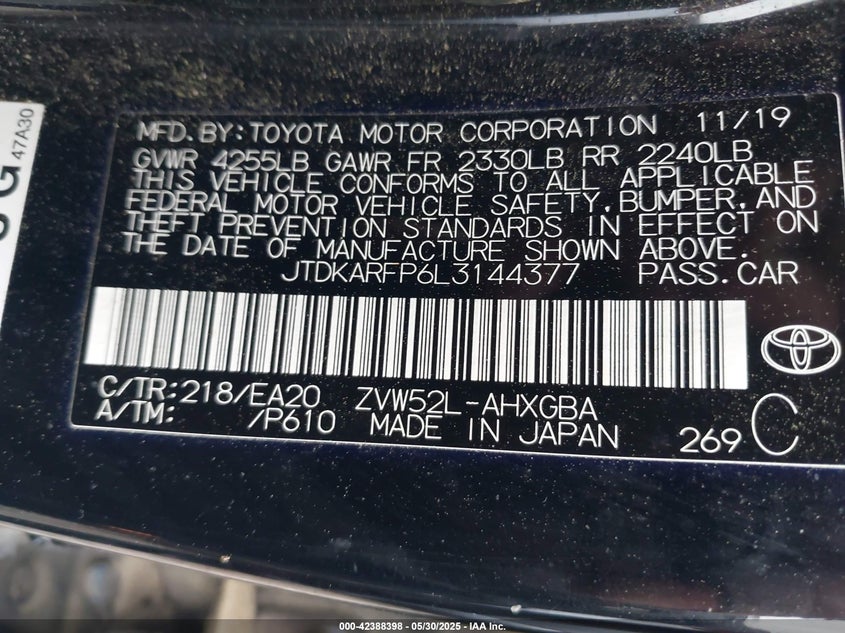 47A30
MFD.BY:TOYOTA MOTOR CORPORATION 11/19
GVWR 4255LB GAWR FR 2330LB RR 2240LB
THIS VEHICLE CONFORMS TO ALL APPLICABLE
FEDERAL MOTOR VEHICLE SAFETY,BUMPER,AND
THEFT PREVENTION STANDARDS IN EFFECT ON
THE DATE OF MANUFACTURE SHOWN ABOVE.
JTDKARFP6L3144377 PASS.CAR
C/TR:218/EA20 ZVW52L-AHXGBA
A/TM: /P610 MADE IN JAPAN 269 C
000-42388398 - 05/30/2025 - IAA Inc.